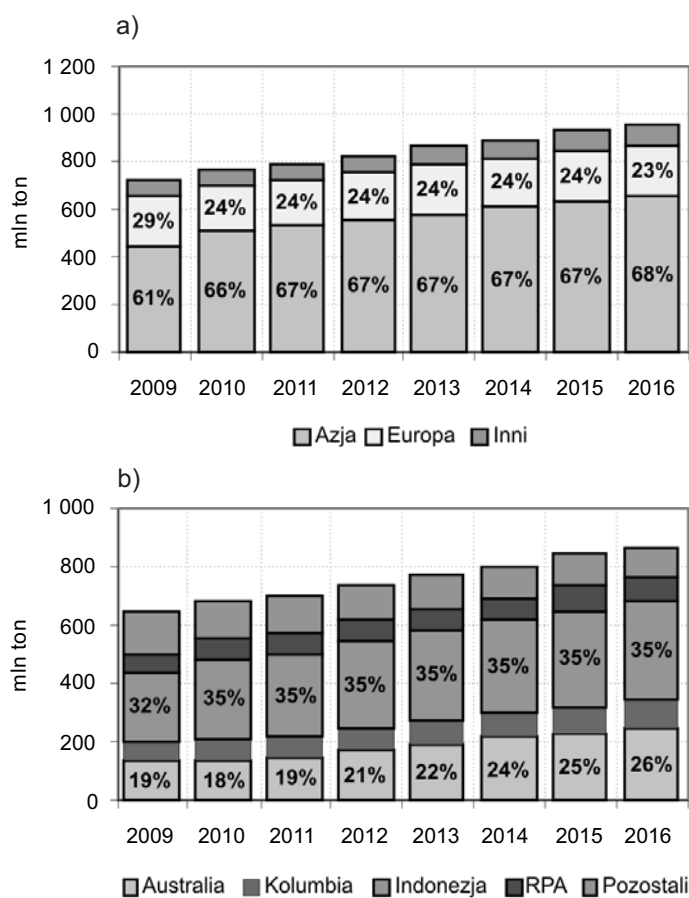 a)
1 200
1 000
800
600
400
200
0
mln ton
29% 24% 24% 24% 24% 24% 24% 23%
61% 66% 67% 67% 67% 67% 67% 68%
2009 2010 2011 2012 2013 2014 2015 2016
Azja Europa Inni
b)
1 000
800
600
400
200
0
mln ton
32% 35% 35% 35% 35% 35% 35% 35%
19% 18% 19% 21% 22% 24% 25% 26%
2009 2010 2011 2012 2013 2014 2015 2016
Australia Kolumbia Indonezja RPA Pozostali